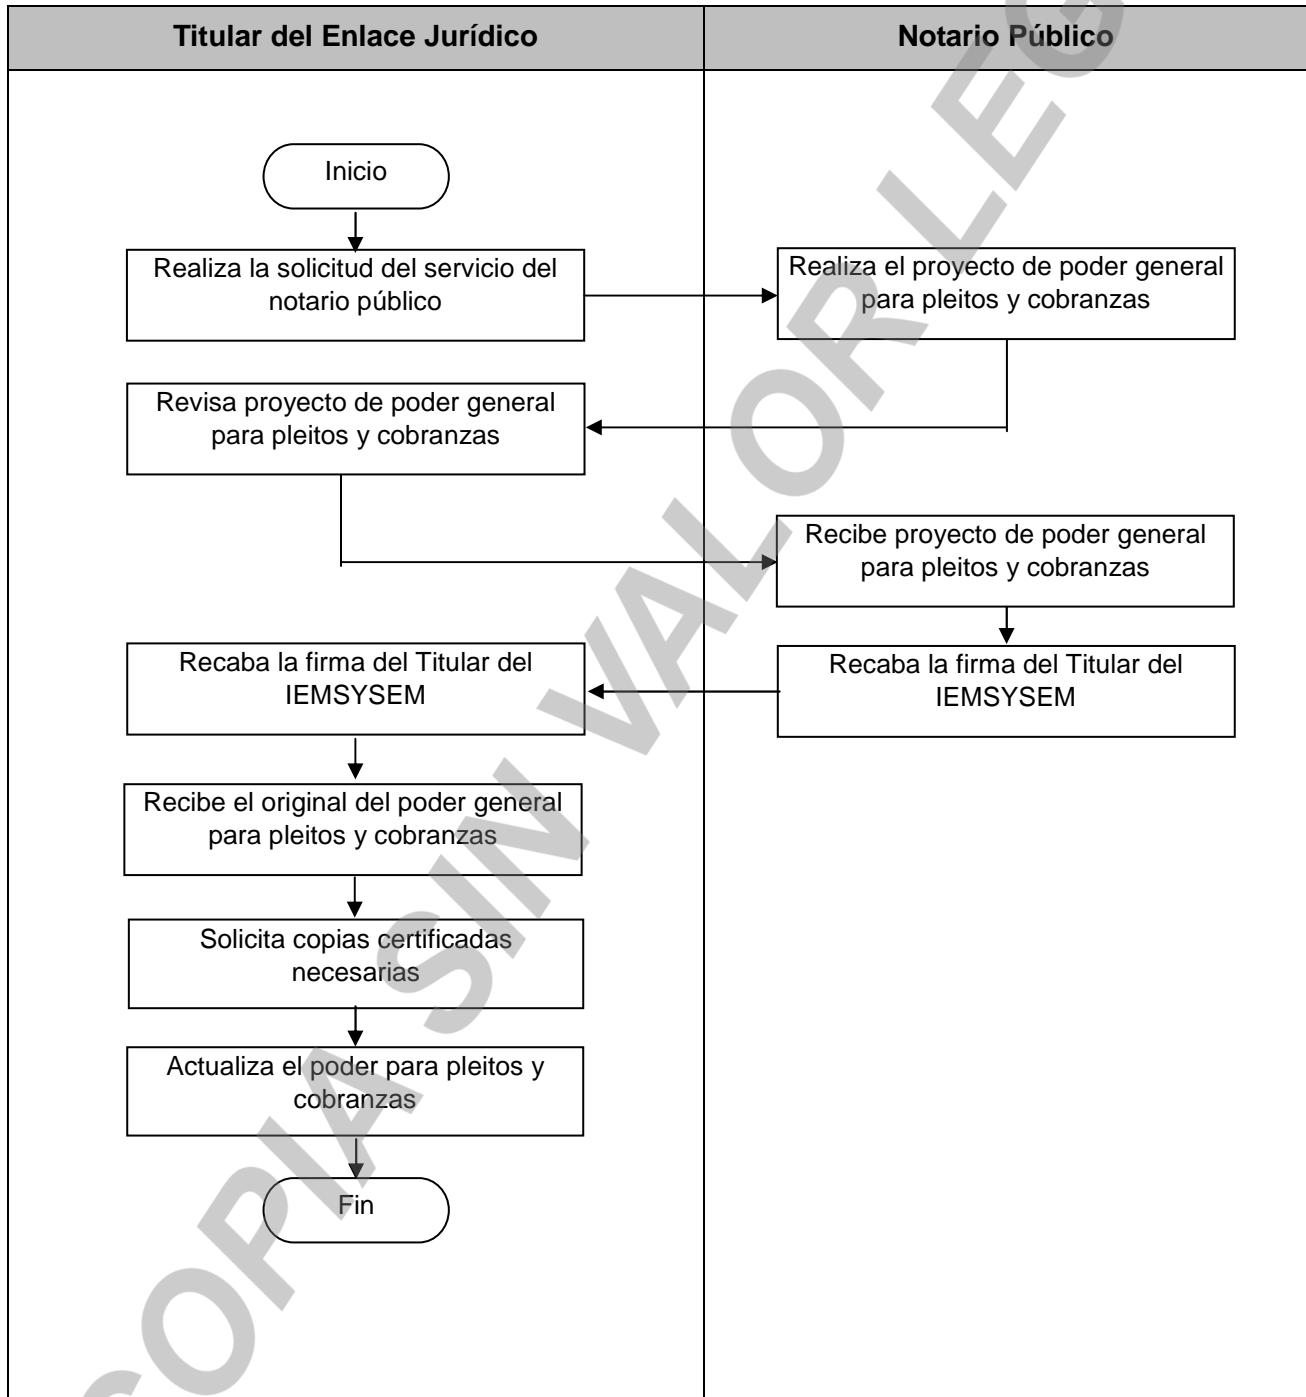 Titular del Enlace Jurídico
Notario Público
Inicio
Realiza la solicitud del servicio del
notario público
Realiza el proyecto de poder general
para pleitos y cobranzas
Revisa proyecto de poder general
para pleitos y cobranzas
Recibe proyecto de poder general
para pleitos y cobranzas
Recaba la firma del Titular del
IEMSYSEM
Recaba la firma del Titular del
IEMSYSEM
Recibe el original del poder general
para pleitos y cobranzas
Solicita copias certificadas
necesarias
Actualiza el poder para pleitos y
cobranzas
Fin
COPIA SIN VALOR LEG